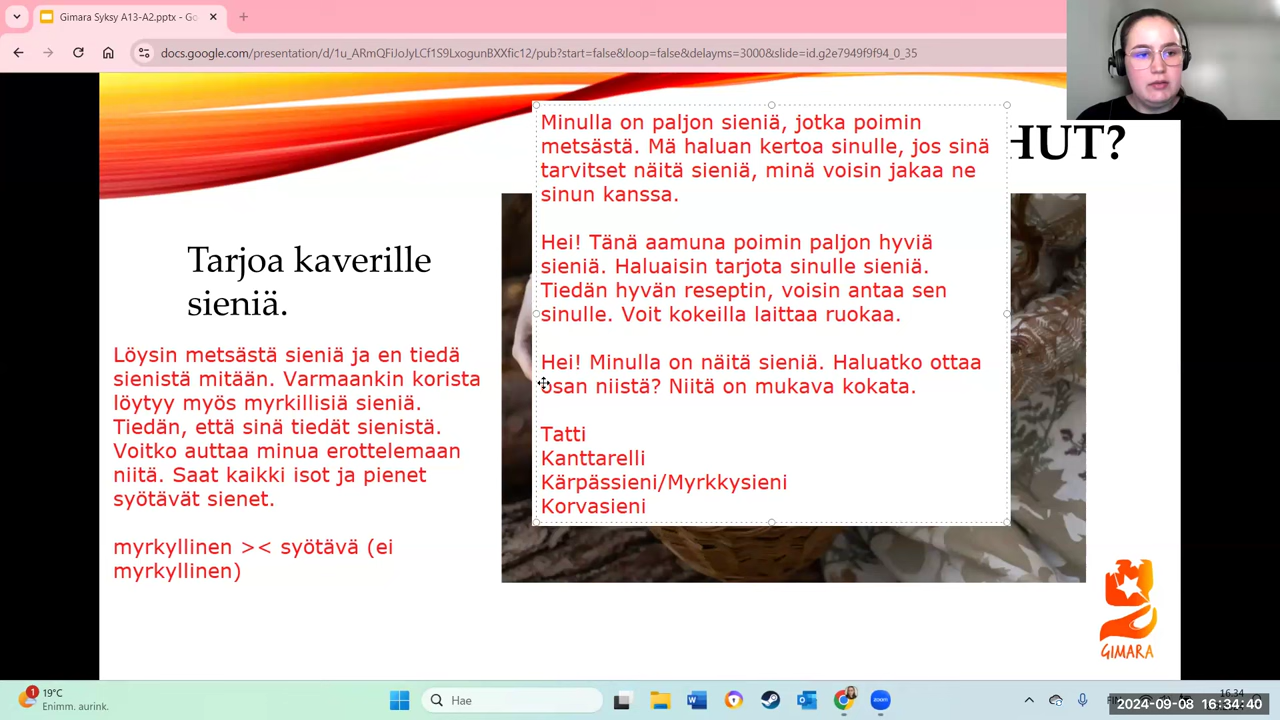 Gimara Syksy A13-A2.pptx - Go
docs.google.com/presentation/d/1u_ARmQFiJoJyLCf1S9LxoqunBXXfic12/pub?start=false&loop=false&delayms=3000&slide=id.g2e7949f9f94_0_35
HUT?
Tarjoa kaverille
sieniä.
Löysin metsästä sieniä ja en tiedä
sienistä mitään. Varmaankin korista
löytyy myös myrkillisiä sieniä.
Tiedän, että sinä tiedät sienistä.
Voitko auttaa minua erottelemaan
niitä. Saat kaikki isot ja pienet
syötävät sienet.
myrkyllinen >< syötävä (ei
myrkyllinen)
Minulla on paljon sieniä, jotka poimin
metsästä. Mä haluan kertoa sinulle, jos sinä
tarvitset näitä sieniä, minä voisin jakaa ne
sinun kanssa.
Hei! Tänä aamuna poimin paljon hyviä
sieniä. Haluaisin tarjota sinulle sieniä.
Tiedän hyvän reseptin, voisin antaa sen
sinulle. Voit kokeilla laittaa ruokaa.
Hei! Minulla on näitä sieniä. Haluatko ottaa
osan niistä? Niitä on mukava kokata.
Tatti
Kanttarelli
Kärpässieni/Myrkkysieni
Korvasieni
GIMARA
1
19°C
Enimm. aurink.
Hae
zoom
16.34
2024-09-08 16:34:40